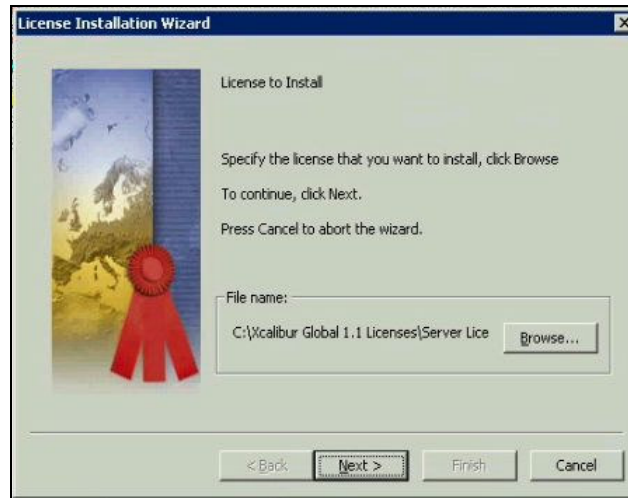 License Installation Wizard
License to Install
Specify the license that you want to install, click Browse
To continue, click Next.
Press Cancel to abort the wizard.
File name:
C:\Xcalibur Global 1.1 Licenses\Server Lice
Browse...
< Back
Next >
Finish
Cancel